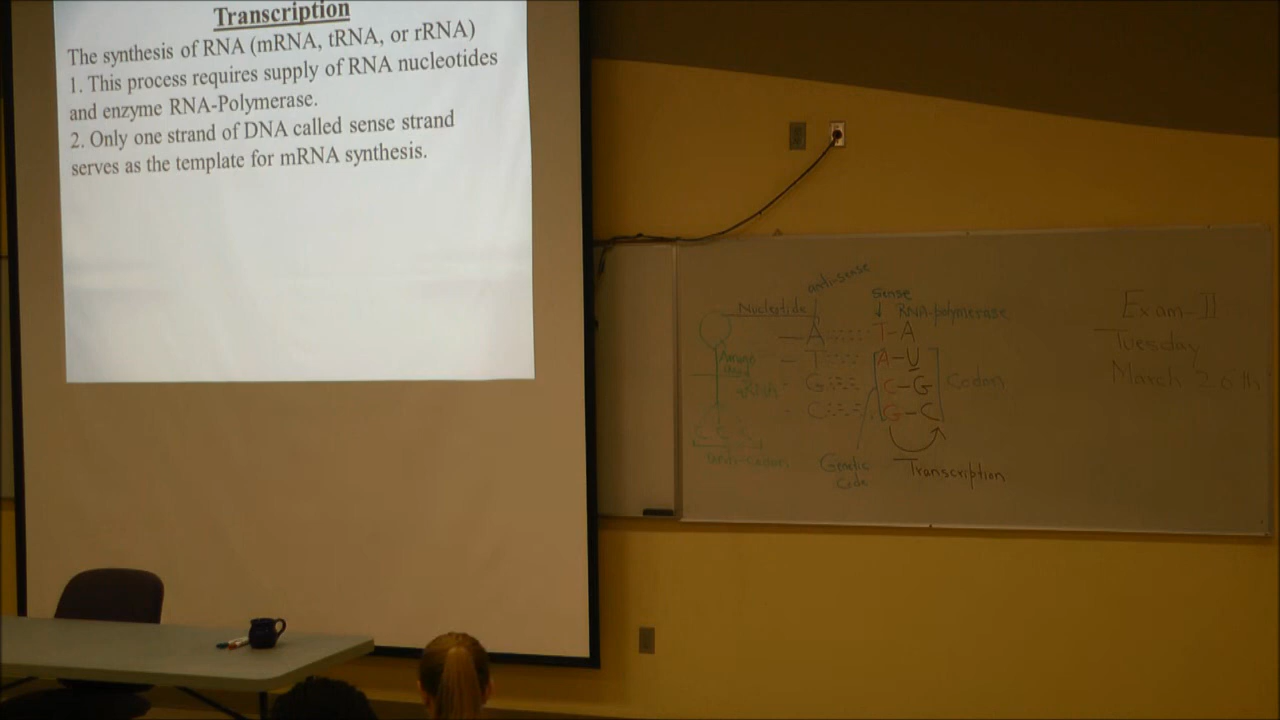 Transcription
The synthesis of RNA (mRNA, tRNA, or rRNA)
1. This process requires supply of RNA nucleotides
and enzyme RNA-Polymerase.
2. Only one strand of DNA called sense strand
serves as the template for mRNA synthesis.
anti-sense
Sense
Nucleotide
RNA-polymerase
A T-A
T A-U
G C-G Codon
C G-C
Genetic
Code
Transcription
Exam-II
Tuesday
March 26th